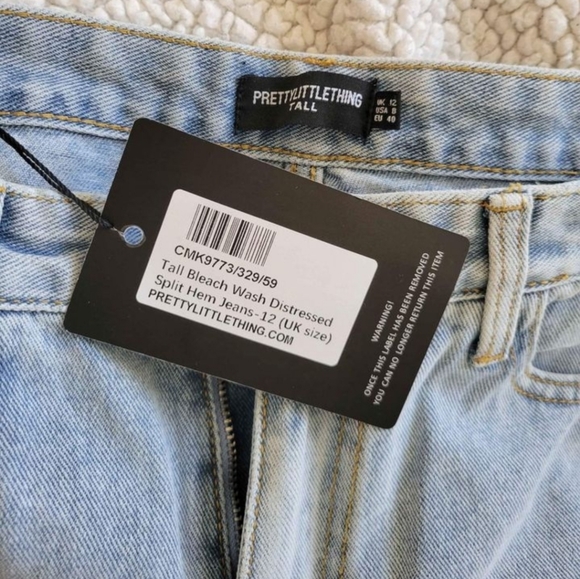 PRETTYLITTLETHING
TALL
UK 12
USA 8
EU 40
CMK9773/329/59
Tall Bleach Wash Distressed
Split Hem Jeans-12 (UK size)
PRETTYLITTLETHING.COM
WARNING!
ONCE THIS LABEL HAS BEEN REMOVED
YOU CAN NO LONGER RETURN THIS ITEM